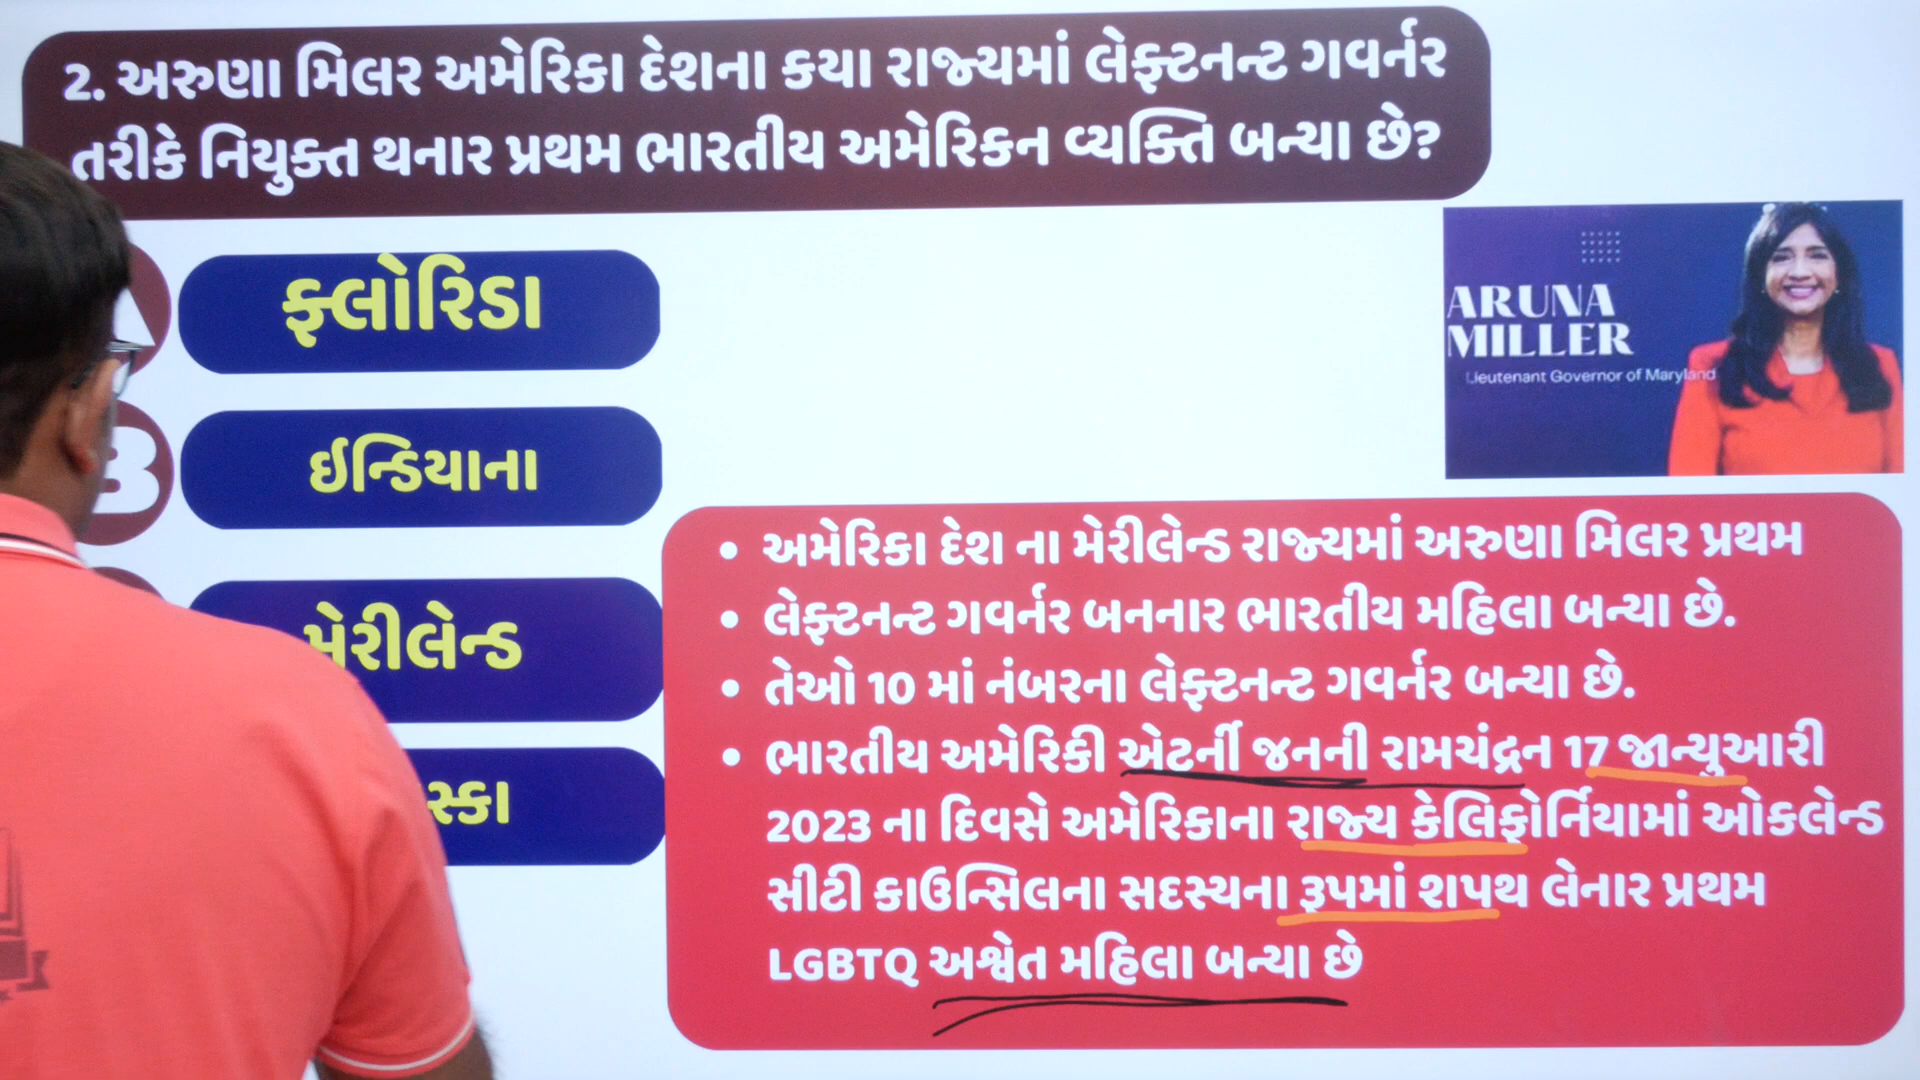 2. અરુણા મિલર અમેરિકા દેશના કયા રાજ્યમાં લેફ્ટનન્ટ ગવર્નર
તરીકે નિયુક્ત થનાર પ્રથમ ભારતીય અમેરિકન વ્યક્તિ બન્યા છે?
A
ફ્લોરિડા
B
ઇન્ડિયાના
મેરીલેન્ડ
સ્કા
ARUNA
MILLER
Lieutenant Governor of Maryland
• અમેરિકા દેશ ના મેરીલેન્ડ રાજ્યમાં અરુણા મિલર પ્રથમ
• લેફ્ટનન્ટ ગવર્નર બનનાર ભારતીય મહિલા બન્યા છે.
• તેઓ 10 માં નંબરના લેફ્ટનન્ટ ગવર્નર બન્યા છે.
• ભારતીય અમેરિકી એટર્ની જનની રામચંદ્રન 17 જાન્યુઆરી
2023 ના દિવસે અમેરિકાના રાજ્ય કેલિફોર્નિયામાં ઓકલેન્ડ
સીટી કાઉન્સિલના સદસ્યના રૂપમાં શપથ લેનાર પ્રથમ
LGBTQ અશ્વેત મહિલા બન્યા છે